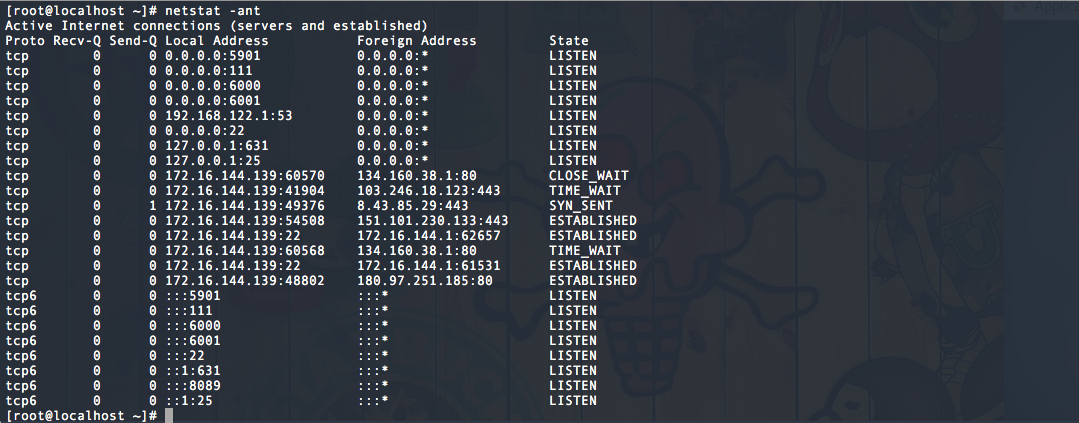 [root@localhost ~]# netstat -ant
Active Internet connections (servers and established)
Proto Recv-Q Send-Q Local Address           Foreign Address         State
tcp        0      0 0.0.0.0:5901            0.0.0.0:*               LISTEN
tcp        0      0 0.0.0.0:111             0.0.0.0:*               LISTEN
tcp        0      0 0.0.0.0:6000            0.0.0.0:*               LISTEN
tcp        0      0 0.0.0.0:6001            0.0.0.0:*               LISTEN
tcp        0      0 192.168.122.1:53        0.0.0.0:*               LISTEN
tcp        0      0 0.0.0.0:22              0.0.0.0:*               LISTEN
tcp        0      0 127.0.0.1:631           0.0.0.0:*               LISTEN
tcp        0      0 127.0.0.1:25            0.0.0.0:*               LISTEN
tcp        0      0 172.16.144.139:60570    134.160.38.1:80         CLOSE_WAIT
tcp        0      0 172.16.144.139:41904    103.246.18.123:443      TIME_WAIT
tcp        0      1 172.16.144.139:49376    8.43.85.29:443          SYN_SENT
tcp        0      0 172.16.144.139:54508    151.101.230.133:443     ESTABLISHED
tcp        0      0 172.16.144.139:22       172.16.144.1:62657      ESTABLISHED
tcp        0      0 172.16.144.139:60568    134.160.38.1:80         TIME_WAIT
tcp        0      0 172.16.144.139:22       172.16.144.1:61531      ESTABLISHED
tcp        0      0 172.16.144.139:48802    180.97.251.185:80       ESTABLISHED
tcp6       0      0 :::5901                 :::*                    LISTEN
tcp6       0      0 :::111                  :::*                    LISTEN
tcp6       0      0 :::6000                 :::*                    LISTEN
tcp6       0      0 :::6001                 :::*                    LISTEN
tcp6       0      0 :::22                   :::*                    LISTEN
tcp6       0      0 ::1:631                 :::*                    LISTEN
tcp6       0      0 :::8089                 :::*                    LISTEN
tcp6       0      0 ::1:25                  :::*                    LISTEN
[root@localhost ~]#